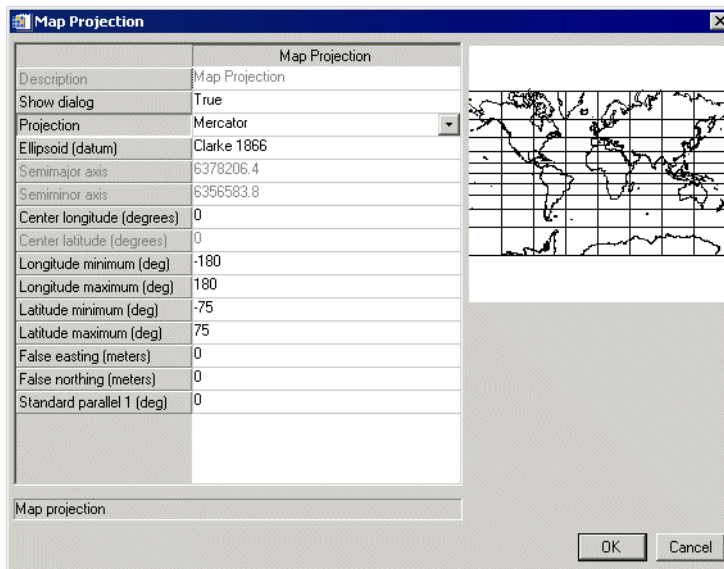 Map Projection
Map Projection
Description Map Projection
Show dialog True
Projection Mercator
Ellipsoid (datum) Clarke 1866
Semimajor axis 6378206.4
Semiminor axis 6356583.8
Center longitude (degrees) 0
Center latitude (degrees) 0
Longitude minimum (deg) -180
Longitude maximum (deg) 180
Latitude minimum (deg) -75
Latitude maximum (deg) 75
False easting (meters) 0
False northing (meters) 0
Standard parallel 1 (deg) 0
Map projection
OK Cancel